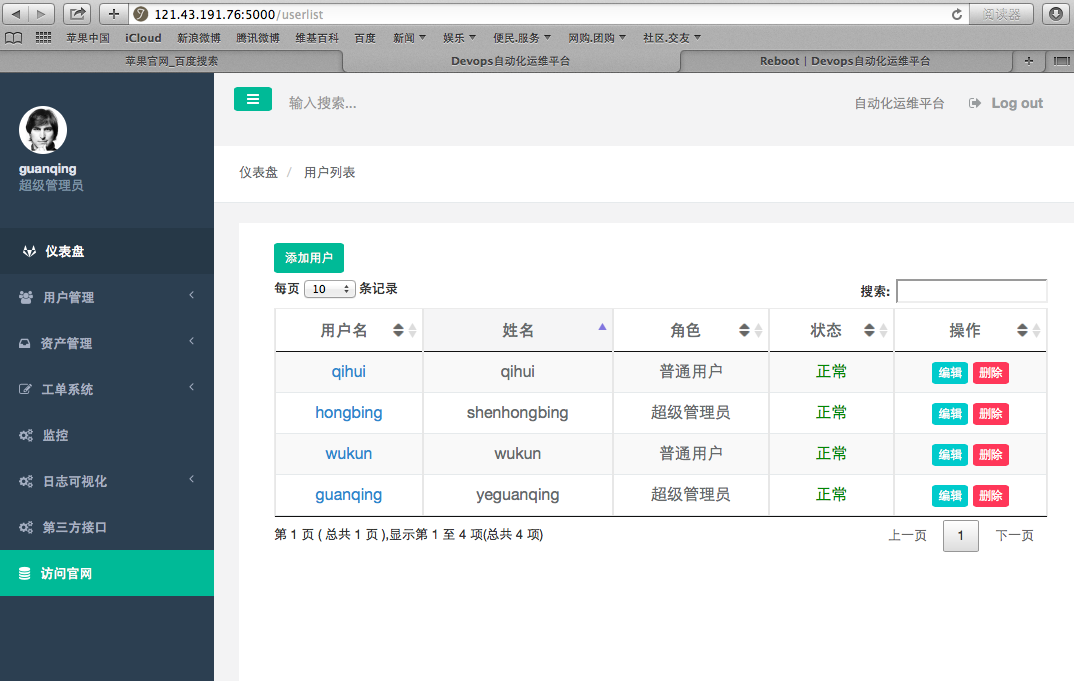 121.43.191.76:5000/userlist 阅读器
苹果中国 iCloud 新浪微博 腾讯微博 维基百科 百度 新闻 娱乐 便民.服务 网购.团购 社区.交友
苹果官网_百度搜索 Devops自动化运维平台 Reboot | Devops自动化运维平台
输入搜索... 自动化运维平台 Log out
guanqing
超级管理员
仪表盘
用户管理
资产管理
工单系统
监控
日志可视化
第三方接口
访问官网
仪表盘 / 用户列表
添加用户
每页 10 条记录 搜索:
用户名 姓名 角色 状态 操作
qihui qihui 普通用户 正常 编辑 删除
hongbing shenhongbing 超级管理员 正常 编辑 删除
wukun wukun 普通用户 正常 编辑 删除
guanqing yeguanqing 超级管理员 正常 编辑 删除
第 1 页 ( 总共 1 页 ),显示第 1 至 4 项(总共 4 项) 上一页 1 下一页